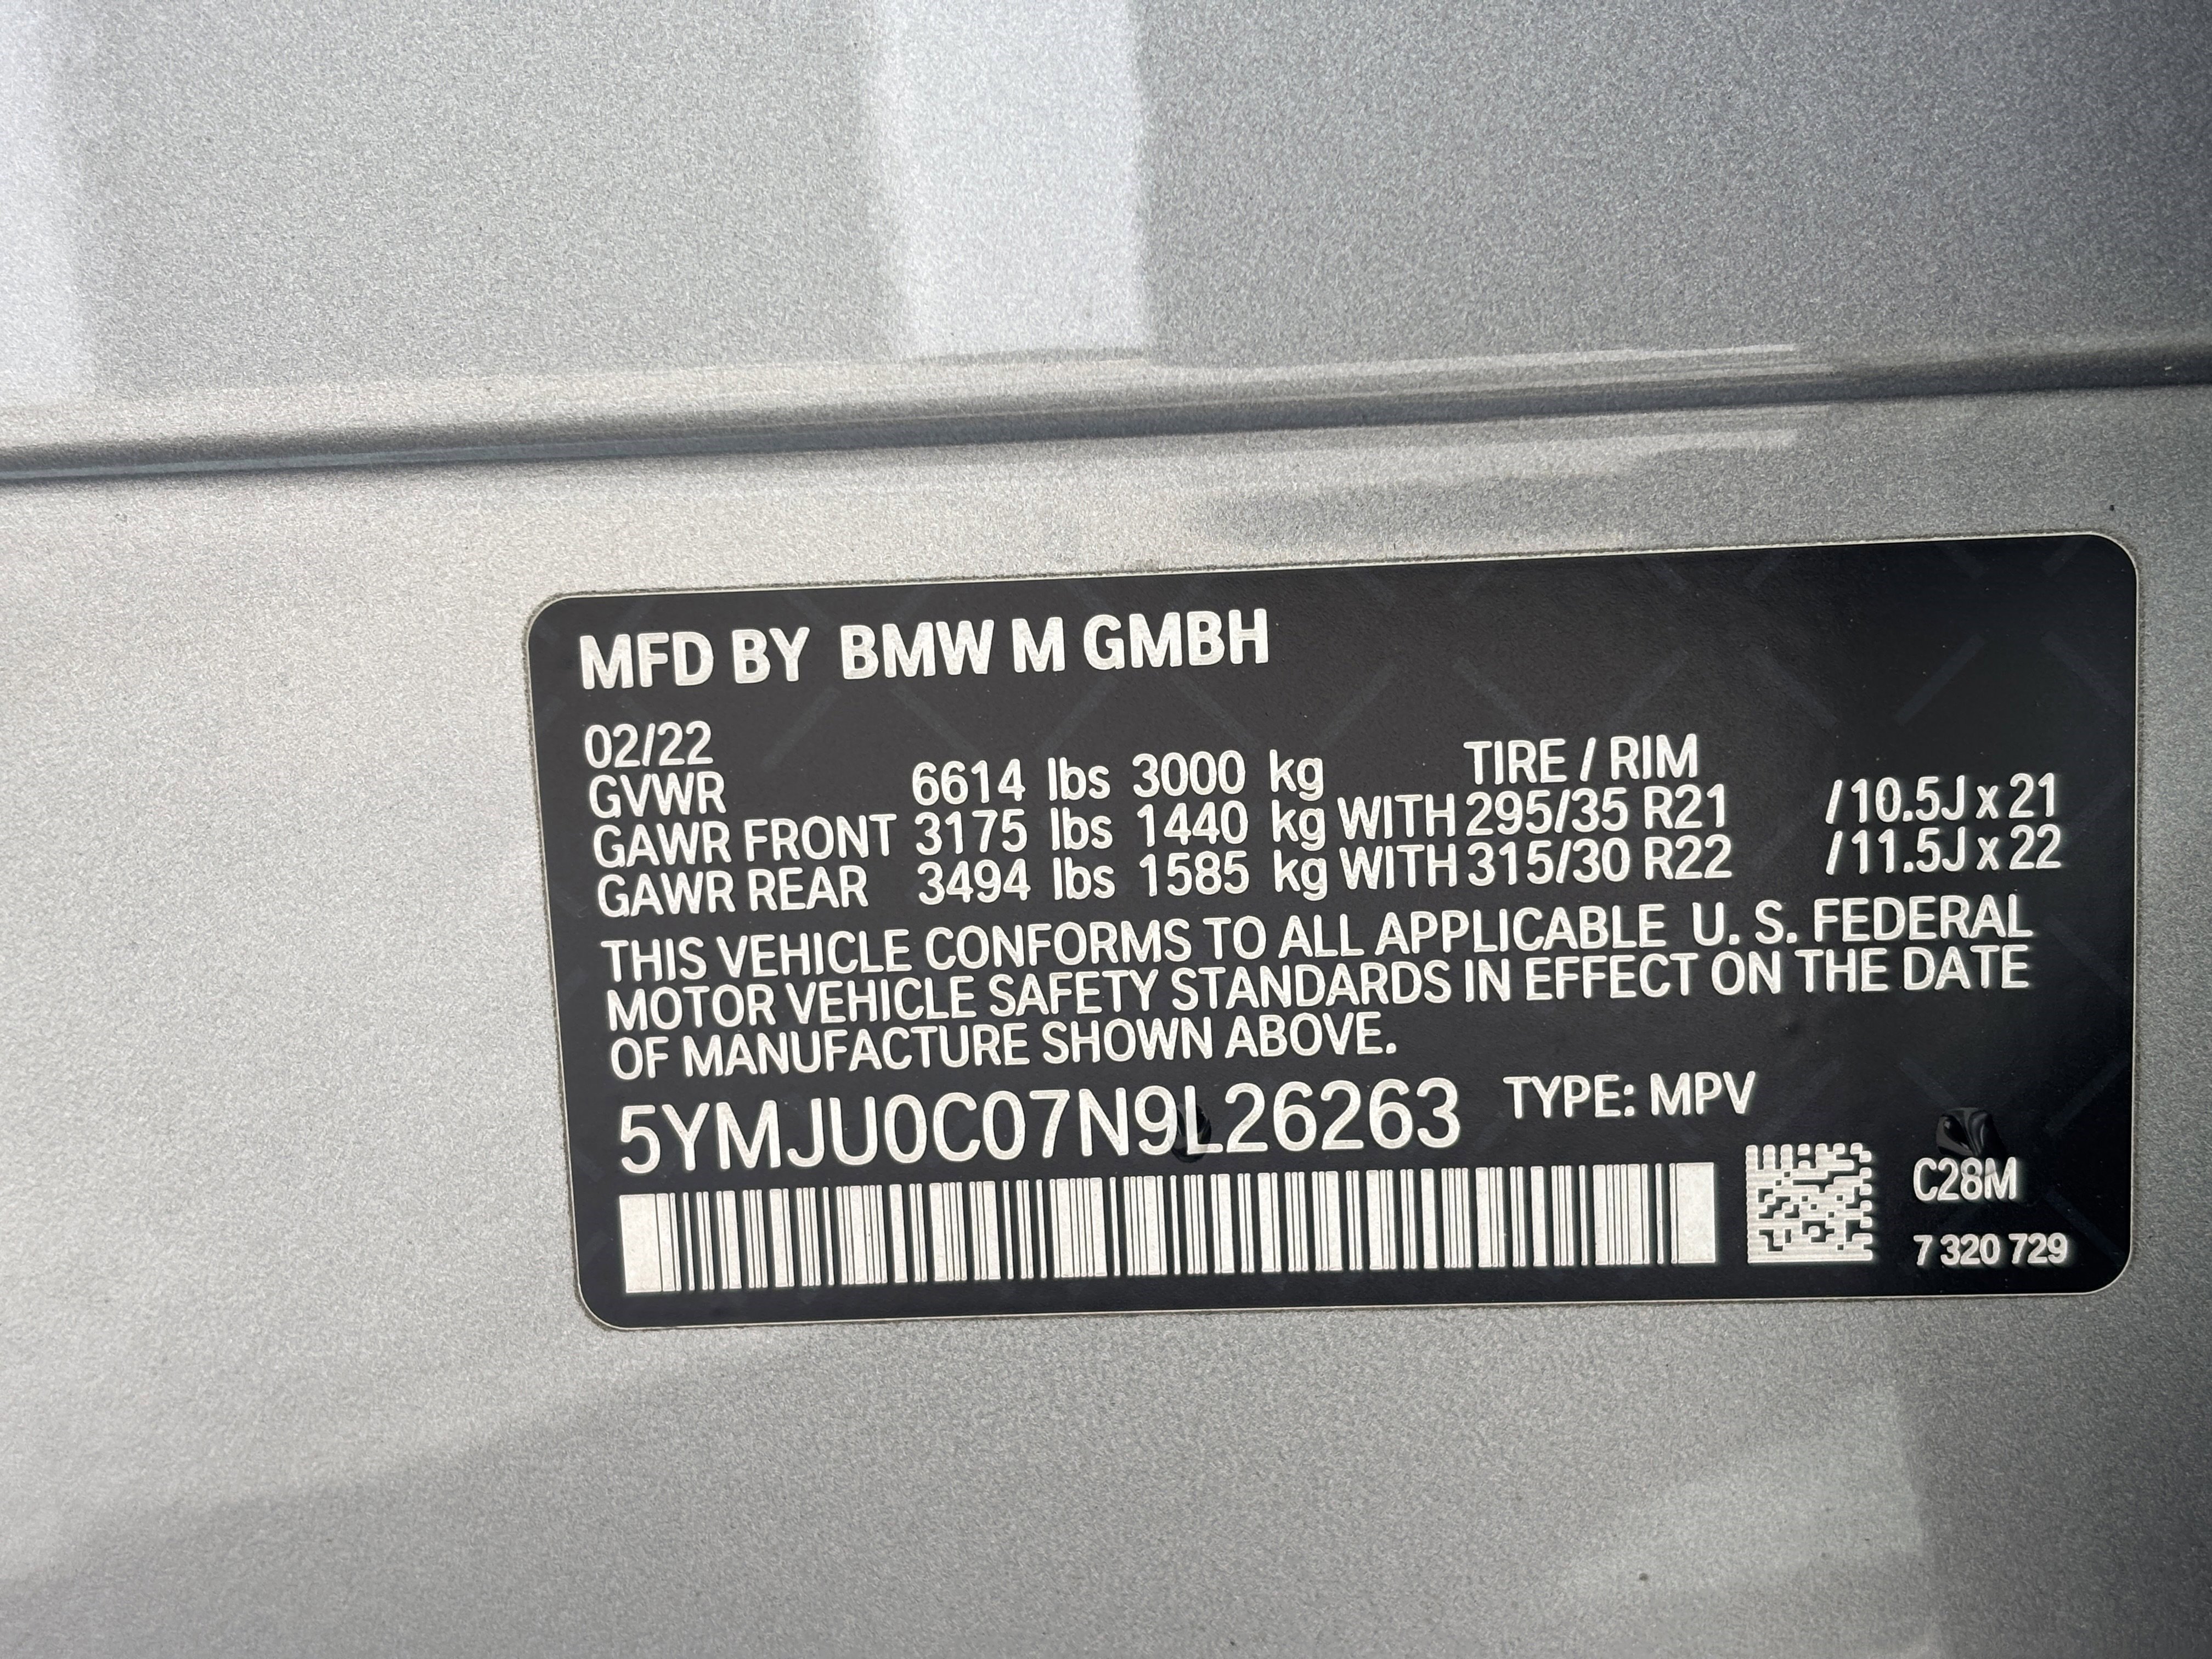 MFD BY BMW M GMBH
02/22
GVWR 6614 lbs 3000 kg TIRE / RIM
GAWR FRONT 3175 lbs 1440 kg WITH 295/35 R21 /10.5J x 21
GAWR REAR 3494 lbs 1585 kg WITH 315/30 R22 /11.5J x 22
THIS VEHICLE CONFORMS TO ALL APPLICABLE U. S. FEDERAL
MOTOR VEHICLE SAFETY STANDARDS IN EFFECT ON THE DATE
OF MANUFACTURE SHOWN ABOVE.
5YMJU0C07N9L26263 TYPE: MPV
C28M
7 320 729